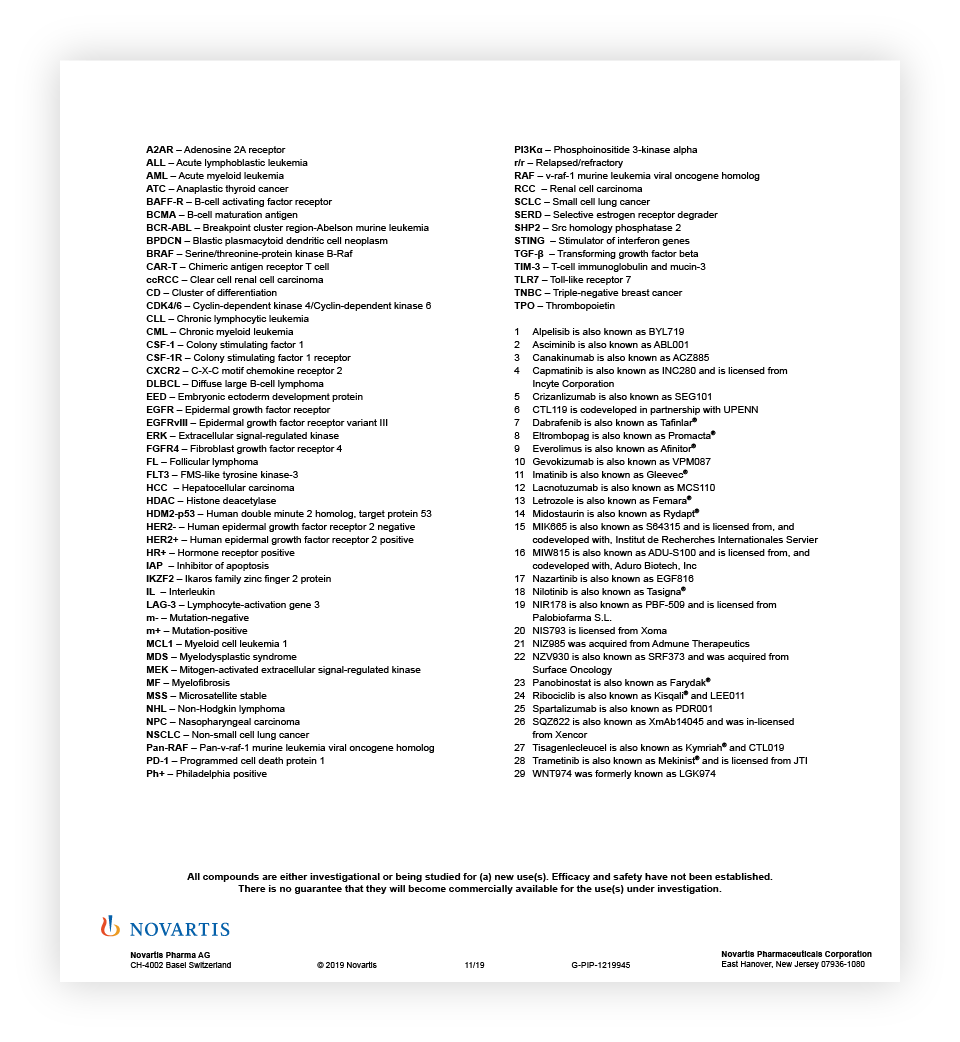 A2AR – Adenosine 2A receptor
ALL – Acute lymphoblastic leukemia
AML – Acute myeloid leukemia
ATC – Anaplastic thyroid cancer
BAFF-R – B-cell activating factor receptor
BCMA – B-cell maturation antigen
BCR-ABL – Breakpoint cluster region-Abelson murine leukemia
BPDCN – Blastic plasmacytoid dendritic cell neoplasm
BRAF – Serine/threonine-protein kinase B-Raf
CAR-T – Chimeric antigen receptor T cell
ccRCC – Clear cell renal cell carcinoma
CD – Cluster of differentiation
CDK4/6 – Cyclin-dependent kinase 4/Cyclin-dependent kinase 6
CLL – Chronic lymphocytic leukemia
CML – Chronic myeloid leukemia
CSF-1 – Colony stimulating factor 1
CSF-1R – Colony stimulating factor 1 receptor
CXCR2 – C-X-C motif chemokine receptor 2
DLBCL – Diffuse large B-cell lymphoma
EED – Embryonic ectoderm development protein
EGFR – Epidermal growth factor receptor
EGFRvIII – Epidermal growth factor receptor variant III
ERK – Extracellular signal-regulated kinase
FGFR4 – Fibroblast growth factor receptor 4
FL – Follicular lymphoma
FLT3 – FMS-like tyrosine kinase-3
HCC – Hepatocellular carcinoma
HDAC – Histone deacetylase
HDM2-p53 – Human double minute 2 homolog, target protein 53
HER2- – Human epidermal growth factor receptor 2 negative
HER2+ – Human epidermal growth factor receptor 2 positive
HR+ – Hormone receptor positive
IAP – Inhibitor of apoptosis
IKZF2 – Ikaros family zinc finger 2 protein
IL – Interleukin
LAG-3 – Lymphocyte-activation gene 3
m- – Mutation-negative
m+ – Mutation-positive
MCL1 – Myeloid cell leukemia 1
MDS – Myelodysplastic syndrome
MEK – Mitogen-activated extracellular signal-regulated kinase
MF – Myelofibrosis
MSS – Microsatellite stable
NHL – Non-Hodgkin lymphoma
NPC – Nasopharyngeal carcinoma
NSCLC – Non-small cell lung cancer
Pan-RAF – Pan-v-raf-1 murine leukemia viral oncogene homolog
PD-1 – Programmed cell death protein 1
Ph+ – Philadelphia positive
PI3Kα – Phosphoinositide 3-kinase alpha
r/r – Relapsed/refractory
RAF – v-raf-1 murine leukemia viral oncogene homolog
RCC – Renal cell carcinoma
SCLC – Small cell lung cancer
SERD – Selective estrogen receptor degrader
SHP2 – Src homology phosphatase 2
STING – Stimulator of interferon genes
TGF-β – Transforming growth factor beta
TIM-3 – T-cell immunoglobulin and mucin-3
TLR7 – Toll-like receptor 7
TNBC – Triple-negative breast cancer
TPO – Thrombopoietin
1 Alpelisib is also known as BYL719
2 Asciminib is also known as ABL001
3 Canakinumab is also known as ACZ885
4 Capmatinib is also known as INC280 and is licensed from
Incyte Corporation
5 Crizanlizumab is also known as SEG101
6 CTL119 is codeveloped in partnership with UPENN
7 Dabrafenib is also known as Tafinlar®
8 Eltrombopag is also known as Promacta®
9 Everolimus is also known as Afinitor®
10 Gevokizumab is also known as VPM087
11 Imatinib is also known as Gleevec®
12 Lacnotuzumab is also known as MCS110
13 Letrozole is also known as Femara®
14 Midostaurin is also known as Rydapt®
15 MIK665 is also known as S64315 and is licensed from, and
codeveloped with, Institut de Recherches Internationales Servier
16 MIW815 is also known as ADU-S100 and is licensed from, and
codeveloped with, Aduro Biotech, Inc
17 Nazartinib is also known as EGF816
18 Nilotinib is also known as Tasigna®
19 NIR178 is also known as PBF-509 and is licensed from
Palobiofarma S.L.
20 NIS793 is licensed from Xoma
21 NIZ985 was acquired from Admune Therapeutics
22 NZV930 is also known as SRF373 and was acquired from
Surface Oncology
23 Panobinostat is also known as Farydak®
24 Ribociclib is also known as Kisqali® and LEE011
25 Spartalizumab is also known as PDR001
26 SQZ622 is also known as XmAb14045 and was in-licensed
from Xencor
27 Tisagenlecleucel is also known as Kymriah® and CTL019
28 Trametinib is also known as Mekinist® and is licensed from JTI
29 WNT974 was formerly known as LGK974
All compounds are either investigational or being studied for (a) new use(s). Efficacy and safety have not been established.
There is no guarantee that they will become commercially available for the use(s) under investigation.
NOVARTIS
Novartis Pharma AG
CH-4002 Basel Switzerland
© 2019 Novartis
11/19
G-PIP-1219945
Novartis Pharmaceuticals Corporation
East Hanover, New Jersey 07936-1080